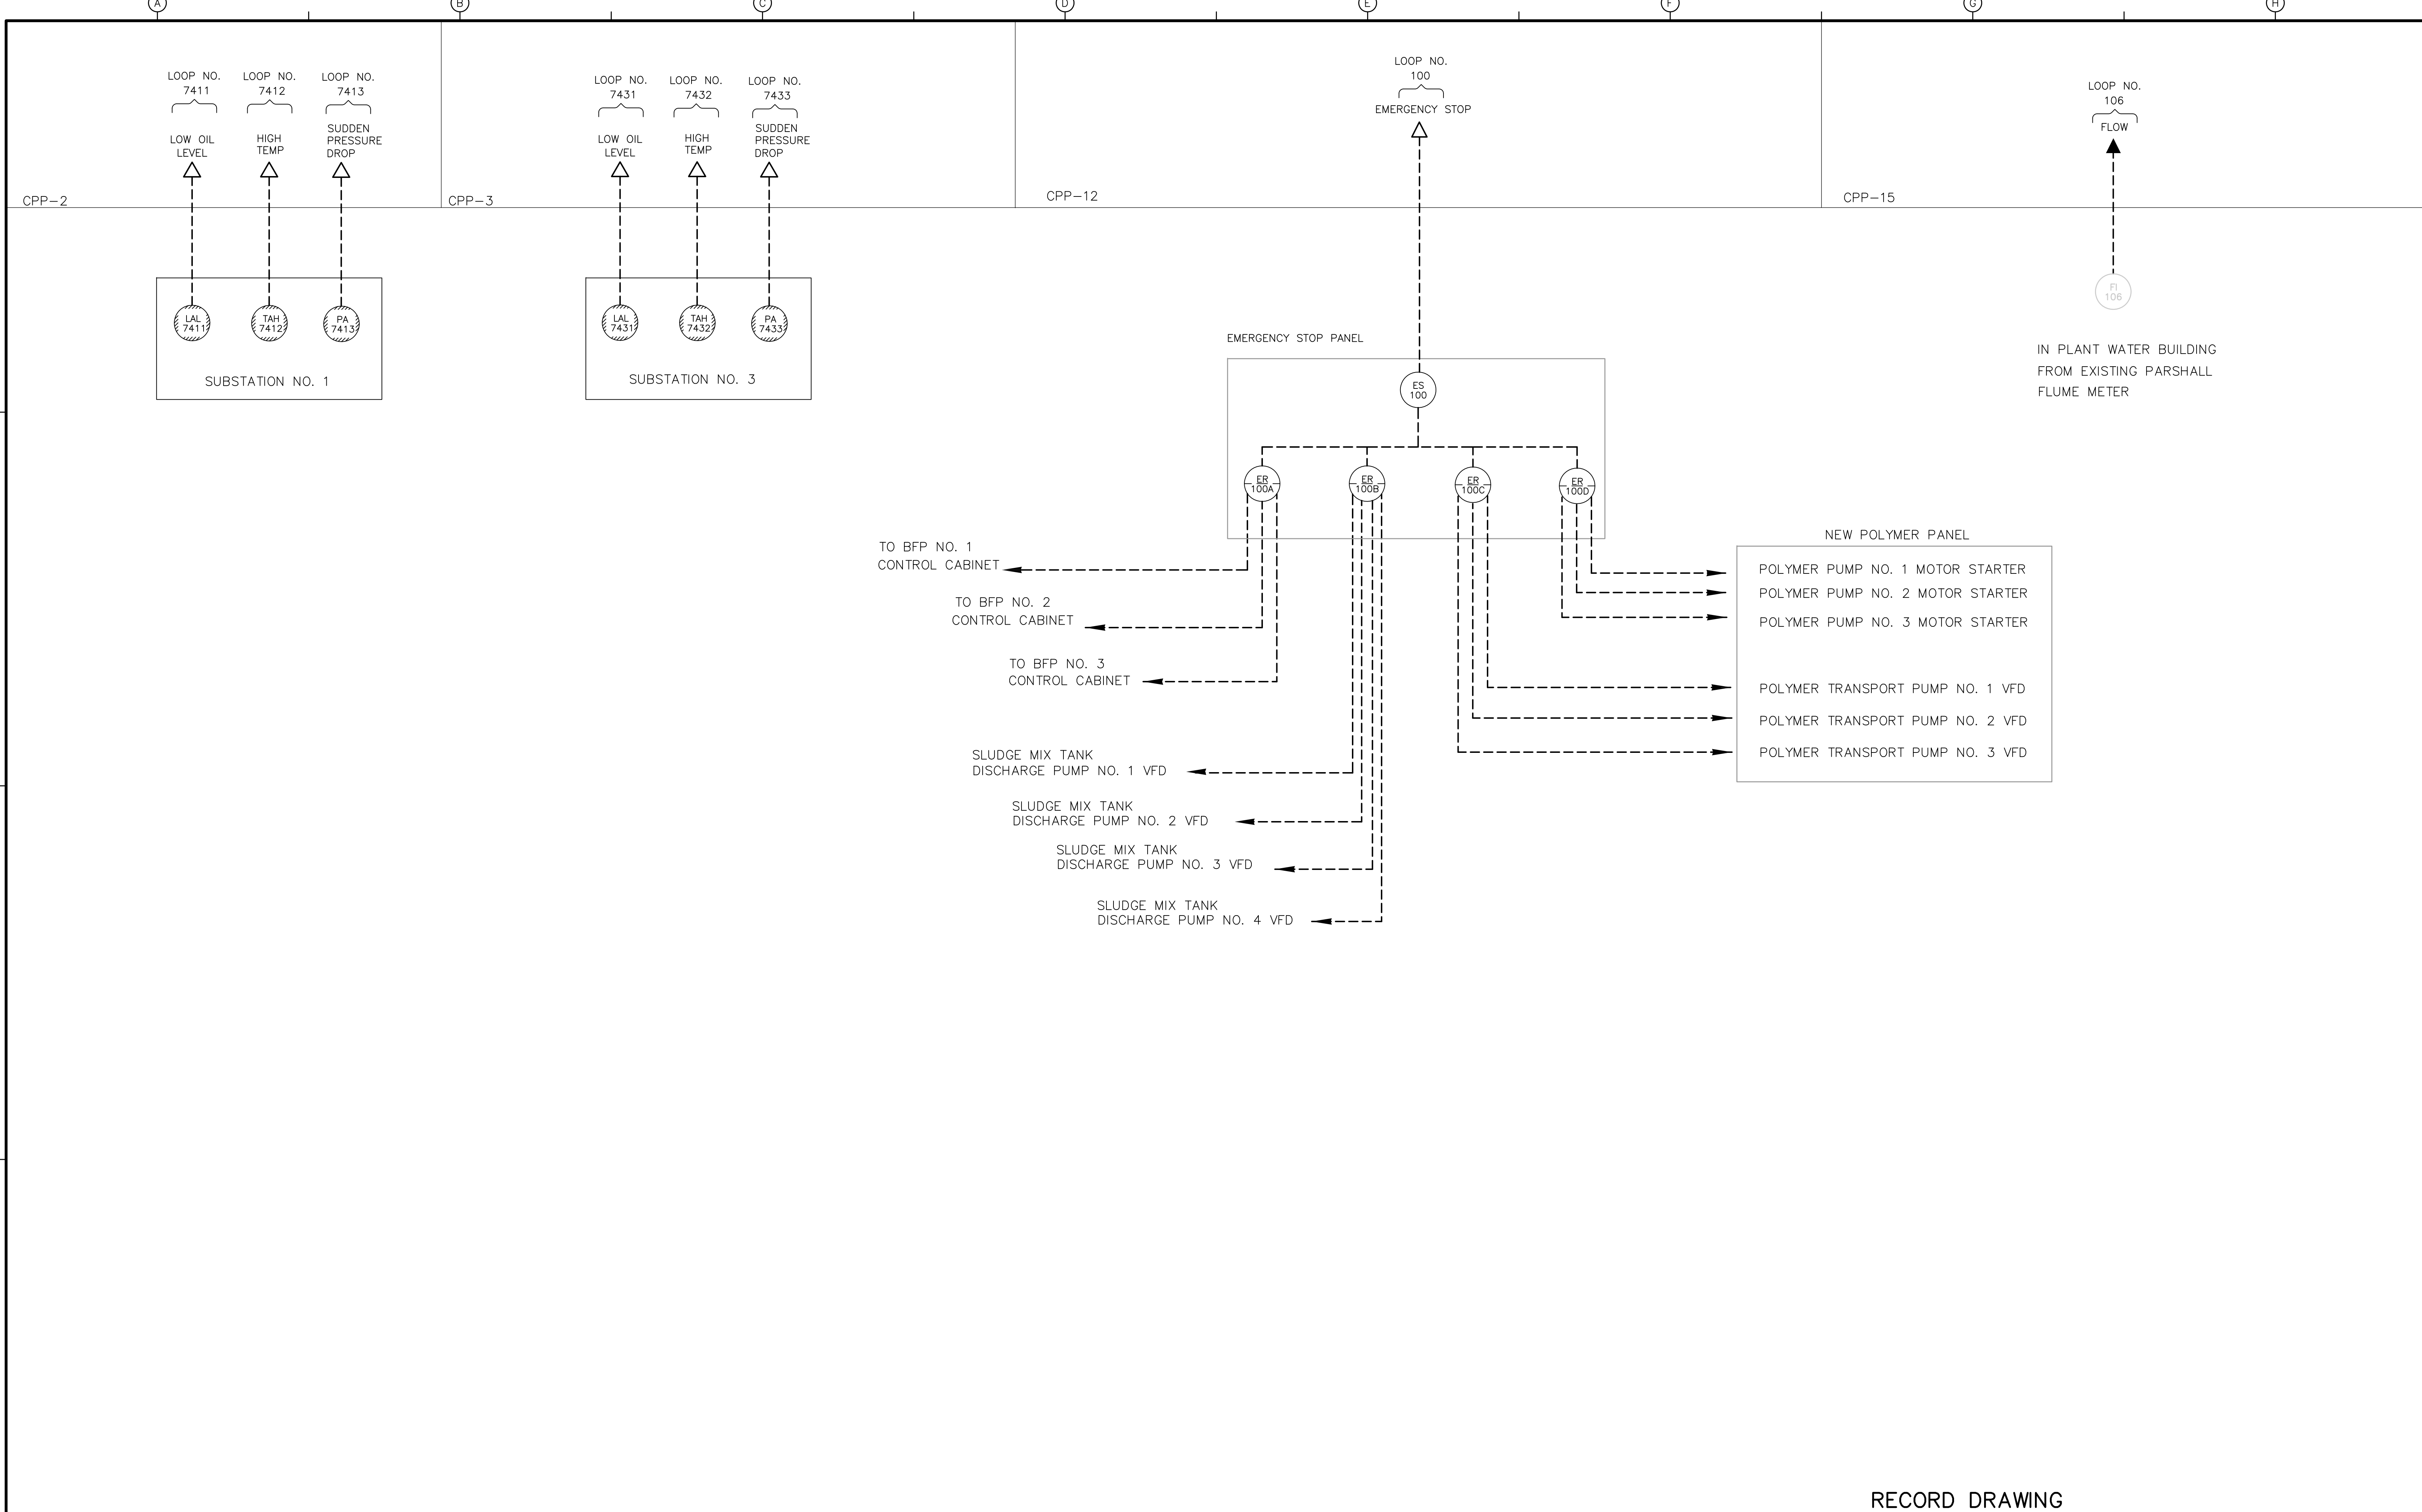 A
B
C
D
E
F
G
H
LOOP NO.
7411
LOW OIL
LEVEL
LOOP NO.
7412
HIGH
TEMP
LOOP NO.
7413
SUDDEN
PRESSURE
DROP
CPP-2
LOOP NO.
7431
LOW OIL
LEVEL
LOOP NO.
7432
HIGH
TEMP
LOOP NO.
7433
SUDDEN
PRESSURE
DROP
CPP-3
LOOP NO.
100
EMERGENCY STOP
CPP-12
LOOP NO.
106
FLOW
CPP-15
LAL
7411
TAH
7412
PA
7413
SUBSTATION NO. 1
LAL
7431
TAH
7432
PA
7433
SUBSTATION NO. 3
FI
106
IN PLANT WATER BUILDING
FROM EXISTING PARSHALL
FLUME METER
EMERGENCY STOP PANEL
ES
100
ER
100A
ER
100B
ER
100C
ER
100D
TO BFP NO. 1
CONTROL CABINET
TO BFP NO. 2
CONTROL CABINET
TO BFP NO. 3
CONTROL CABINET
SLUDGE MIX TANK
DISCHARGE PUMP NO. 1 VFD
SLUDGE MIX TANK
DISCHARGE PUMP NO. 2 VFD
SLUDGE MIX TANK
DISCHARGE PUMP NO. 3 VFD
SLUDGE MIX TANK
DISCHARGE PUMP NO. 4 VFD
NEW POLYMER PANEL
POLYMER PUMP NO. 1 MOTOR STARTER
POLYMER PUMP NO. 2 MOTOR STARTER
POLYMER PUMP NO. 3 MOTOR STARTER
POLYMER TRANSPORT PUMP NO. 1 VFD
POLYMER TRANSPORT PUMP NO. 2 VFD
POLYMER TRANSPORT PUMP NO. 3 VFD
RECORD DRAWING